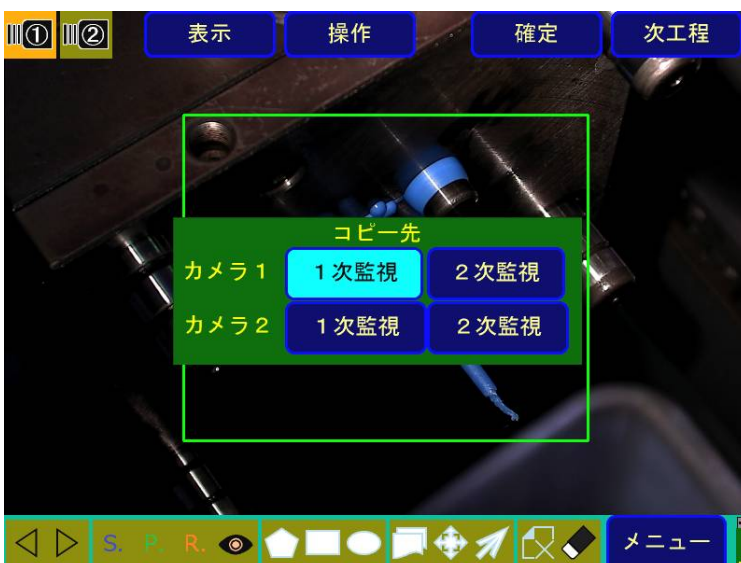 ① ② 表示 操作 確定 次工程
コピー先
カメラ１ １次監視 ２次監視
カメラ２ １次監視 ２次監視
S. P. R. メニュー